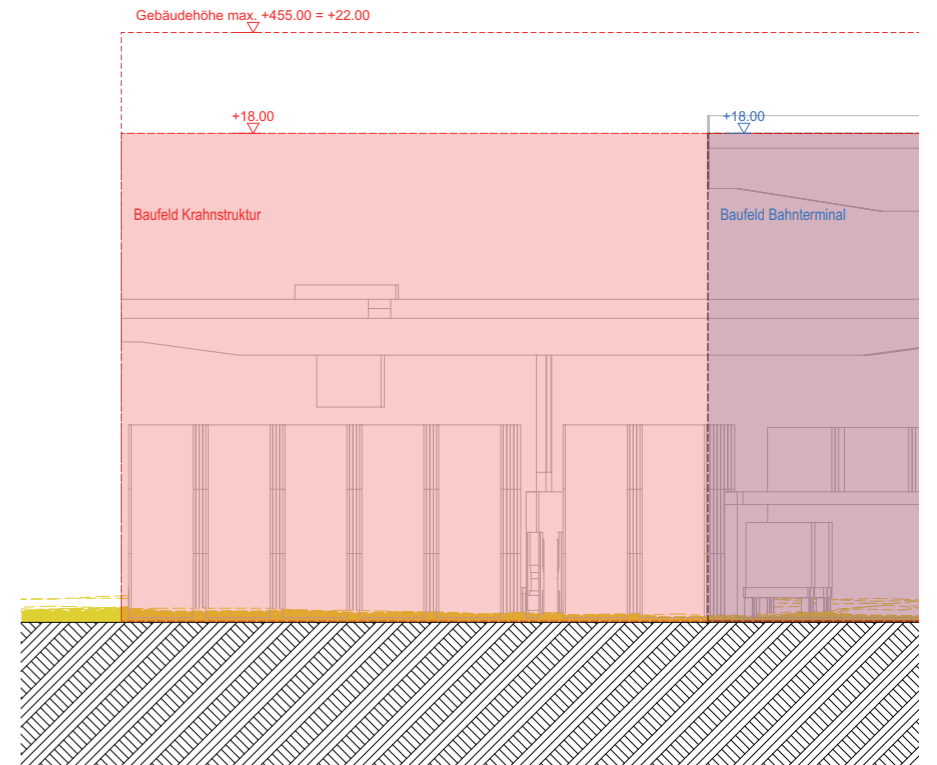 Gebäudehöhe max. +455.00 = +22.00
+18.00
+18.00
Baufeld Krahnstruktur
Baufeld Bahnterminal